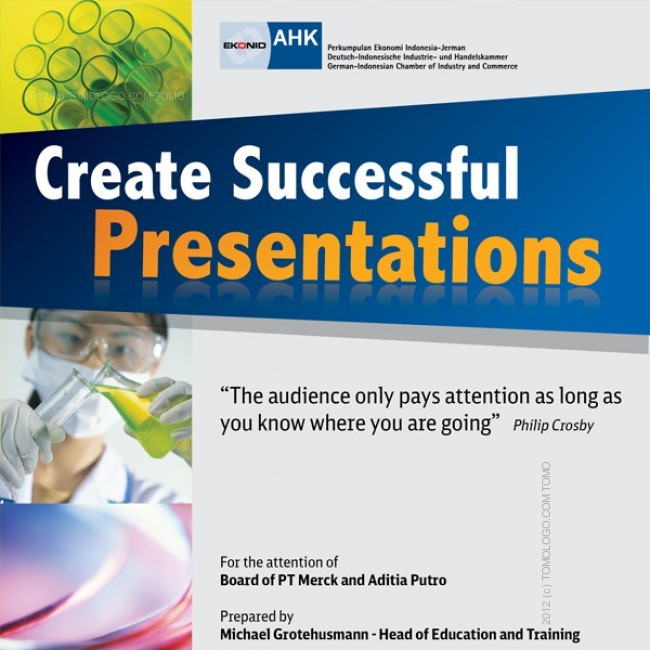 EKONID AHK
Perkumpulan Ekonomi Indonesia-Jerman
Deutsch-Indonesische Industrie- und Handelskammer
German-Indonesian Chamber of Industry and Commerce
2012 (c) TOMOLOGO.COM TOMO
Create Successful
Presentations
“The audience only pays attention as long as
you know where you are going” Philip Crosby
For the attention of
Board of PT Merck and Aditia Putro
Prepared by
Michael Grotehusmann - Head of Education and Training
2012 (c) TOMOLOGO.COM TOMO